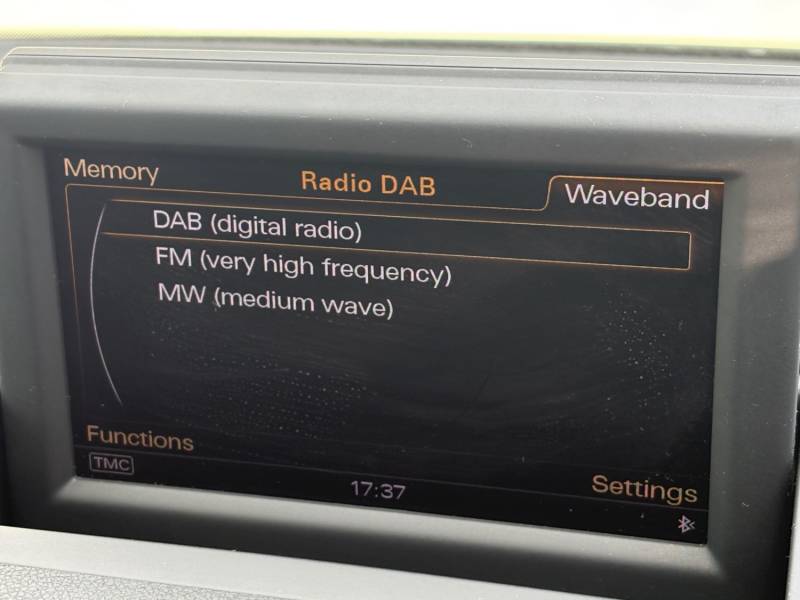 Memory
Radio DAB
Waveband
DAB (digital radio)
FM (very high frequency)
MW (medium wave)
Functions
TMC
17:37
Settings